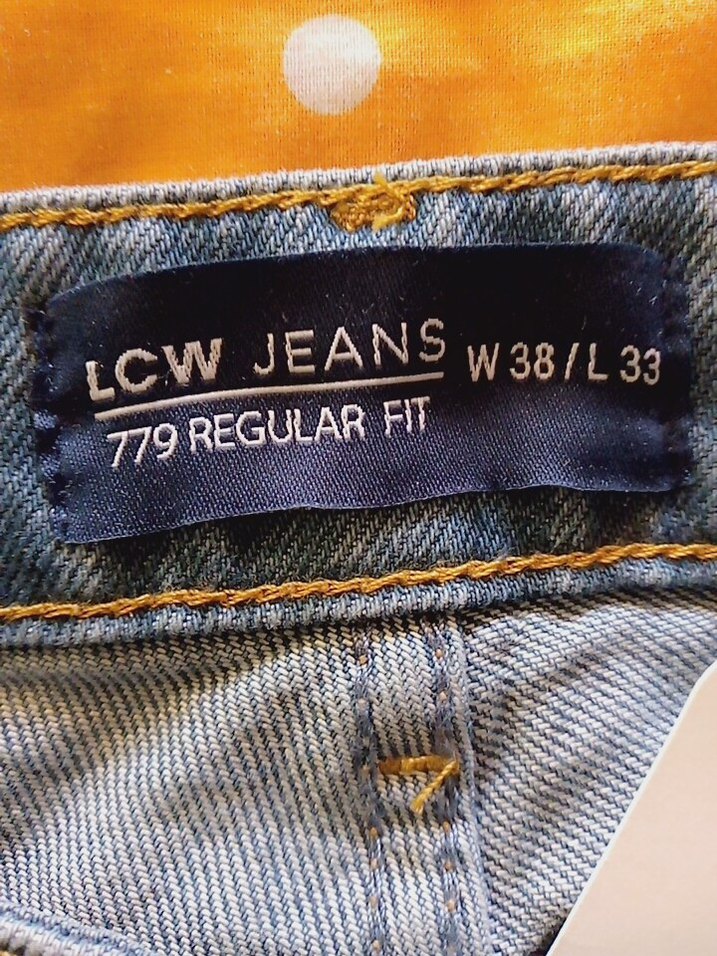 LCW JEANS W 38 / L 33
779 REGULAR FIT